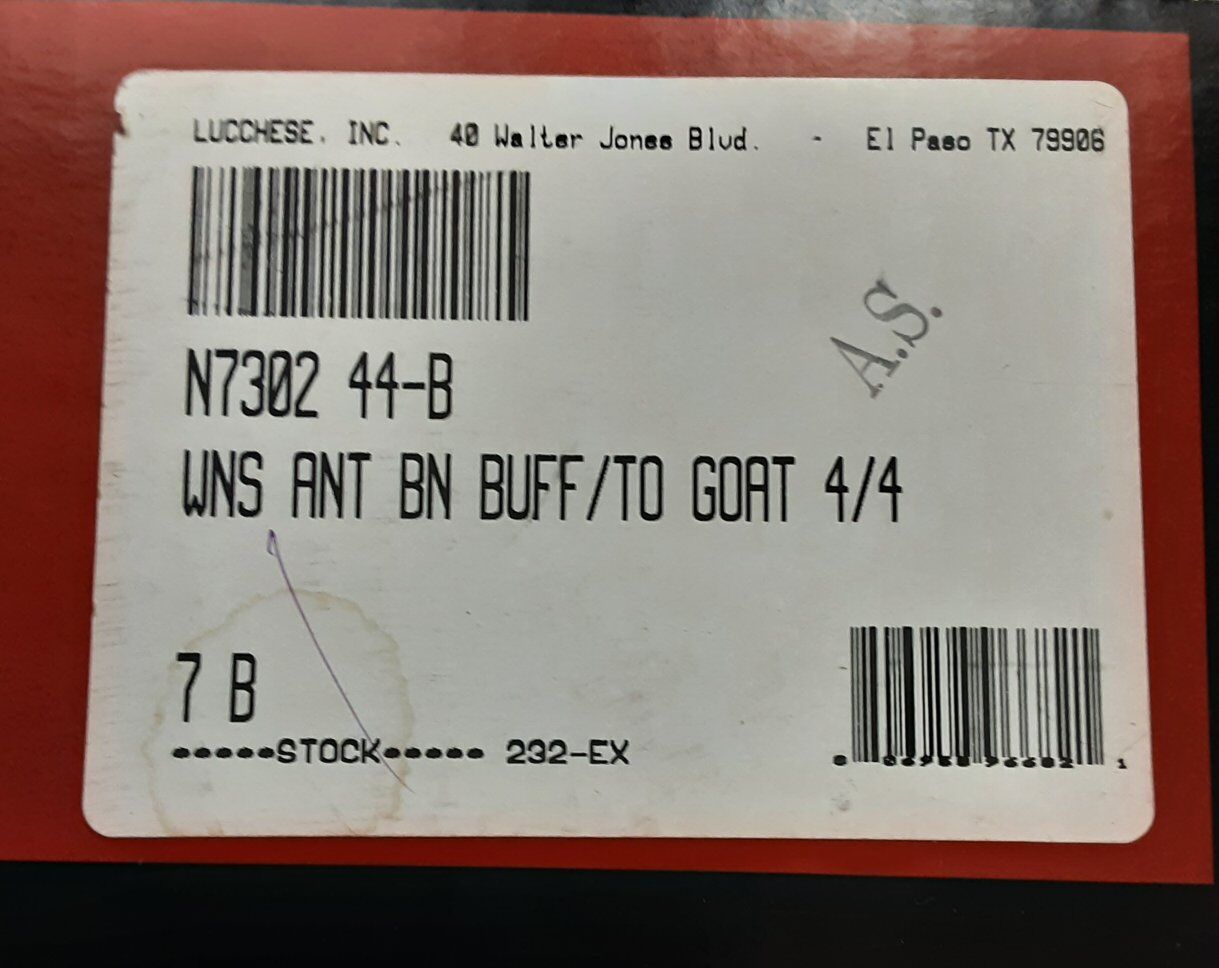 LUCCHESE, INC. 40 Walter Jones Blvd. - El Paso TX 79906
A.S.
N7302 44-B
WNS ANT BN BUFF/TO GOAT 4/4
7 B
•••••STOCK••••• 232-EX